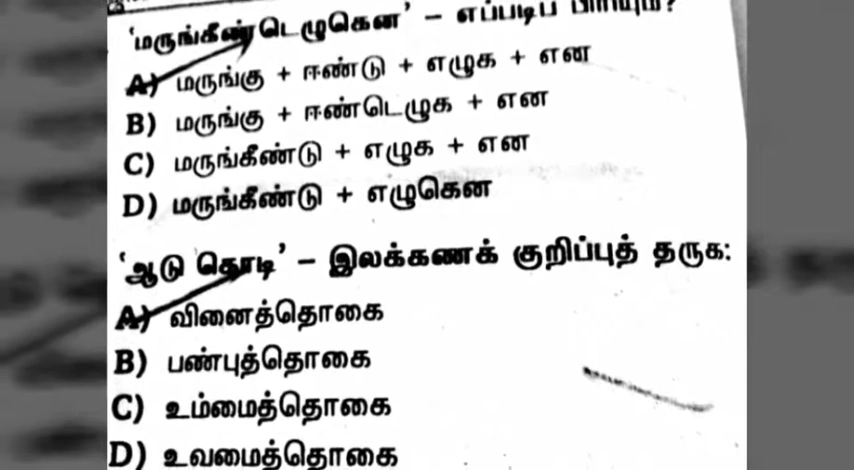 'மருங்கீண்டெழுகென' – எப்படிப் பிரியும்?
A) மருங்கு + ஈண்டு + எழுக + என
B) மருங்கு + ஈண்டெழுக + என
C) மருங்கீண்டு + எழுக + என
D) மருங்கீண்டு + எழுகென
'ஆடு தொடி' – இலக்கணக் குறிப்புத் தருக:
A) வினைத்தொகை
B) பண்புத்தொகை
C) உம்மைத்தொகை
D) உவமைத்தொகை